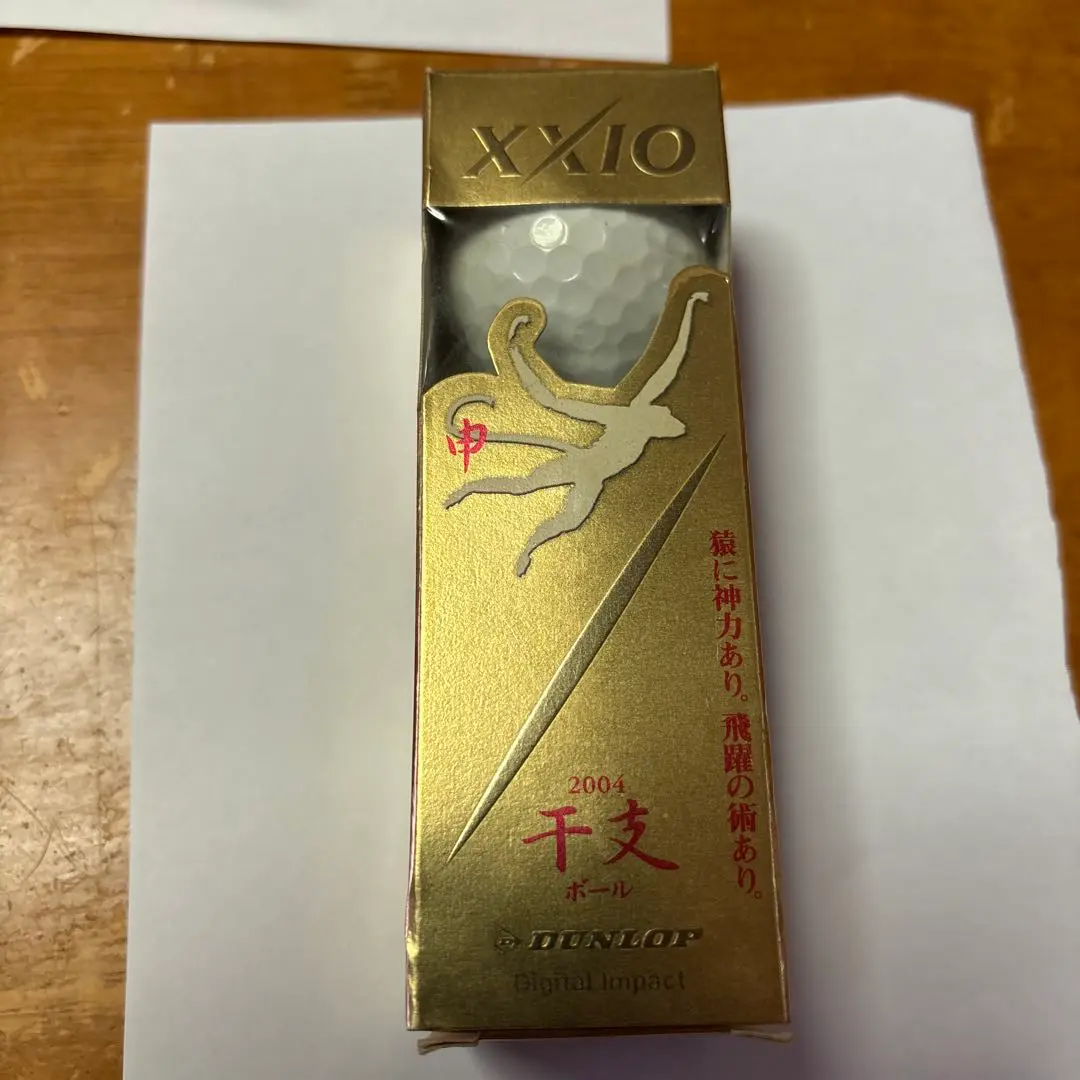 XXIO
申
猿に神力あり。飛躍の術あり。
2004
干支
ボール
DUNLOP
Digital Impact